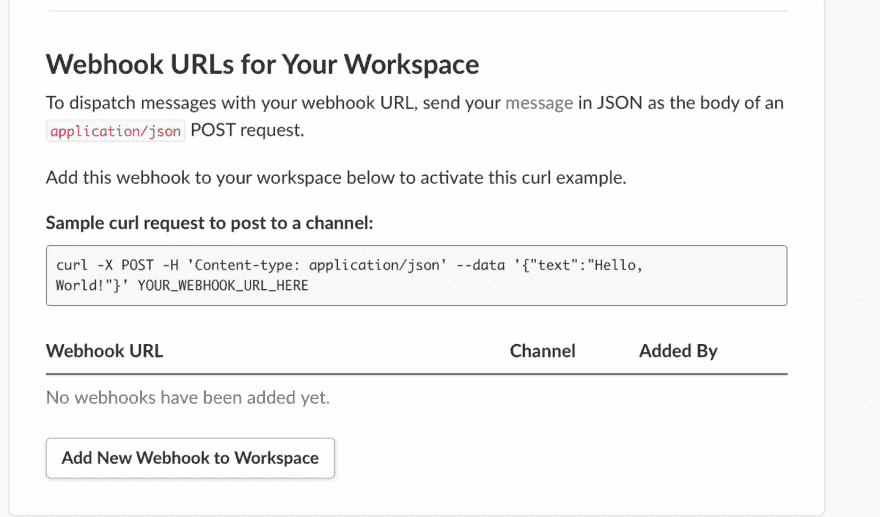 Webhook URLs for Your Workspace
To dispatch messages with your webhook URL, send your message in JSON as the body of an
application/json POST request.
Add this webhook to your workspace below to activate this curl example.
Sample curl request to post to a channel:
curl -X POST -H 'Content-type: application/json' --data '{"text":"Hello,
World!"}' YOUR_WEBHOOK_URL_HERE
Webhook URL Channel Added By
No webhooks have been added yet.
Add New Webhook to Workspace